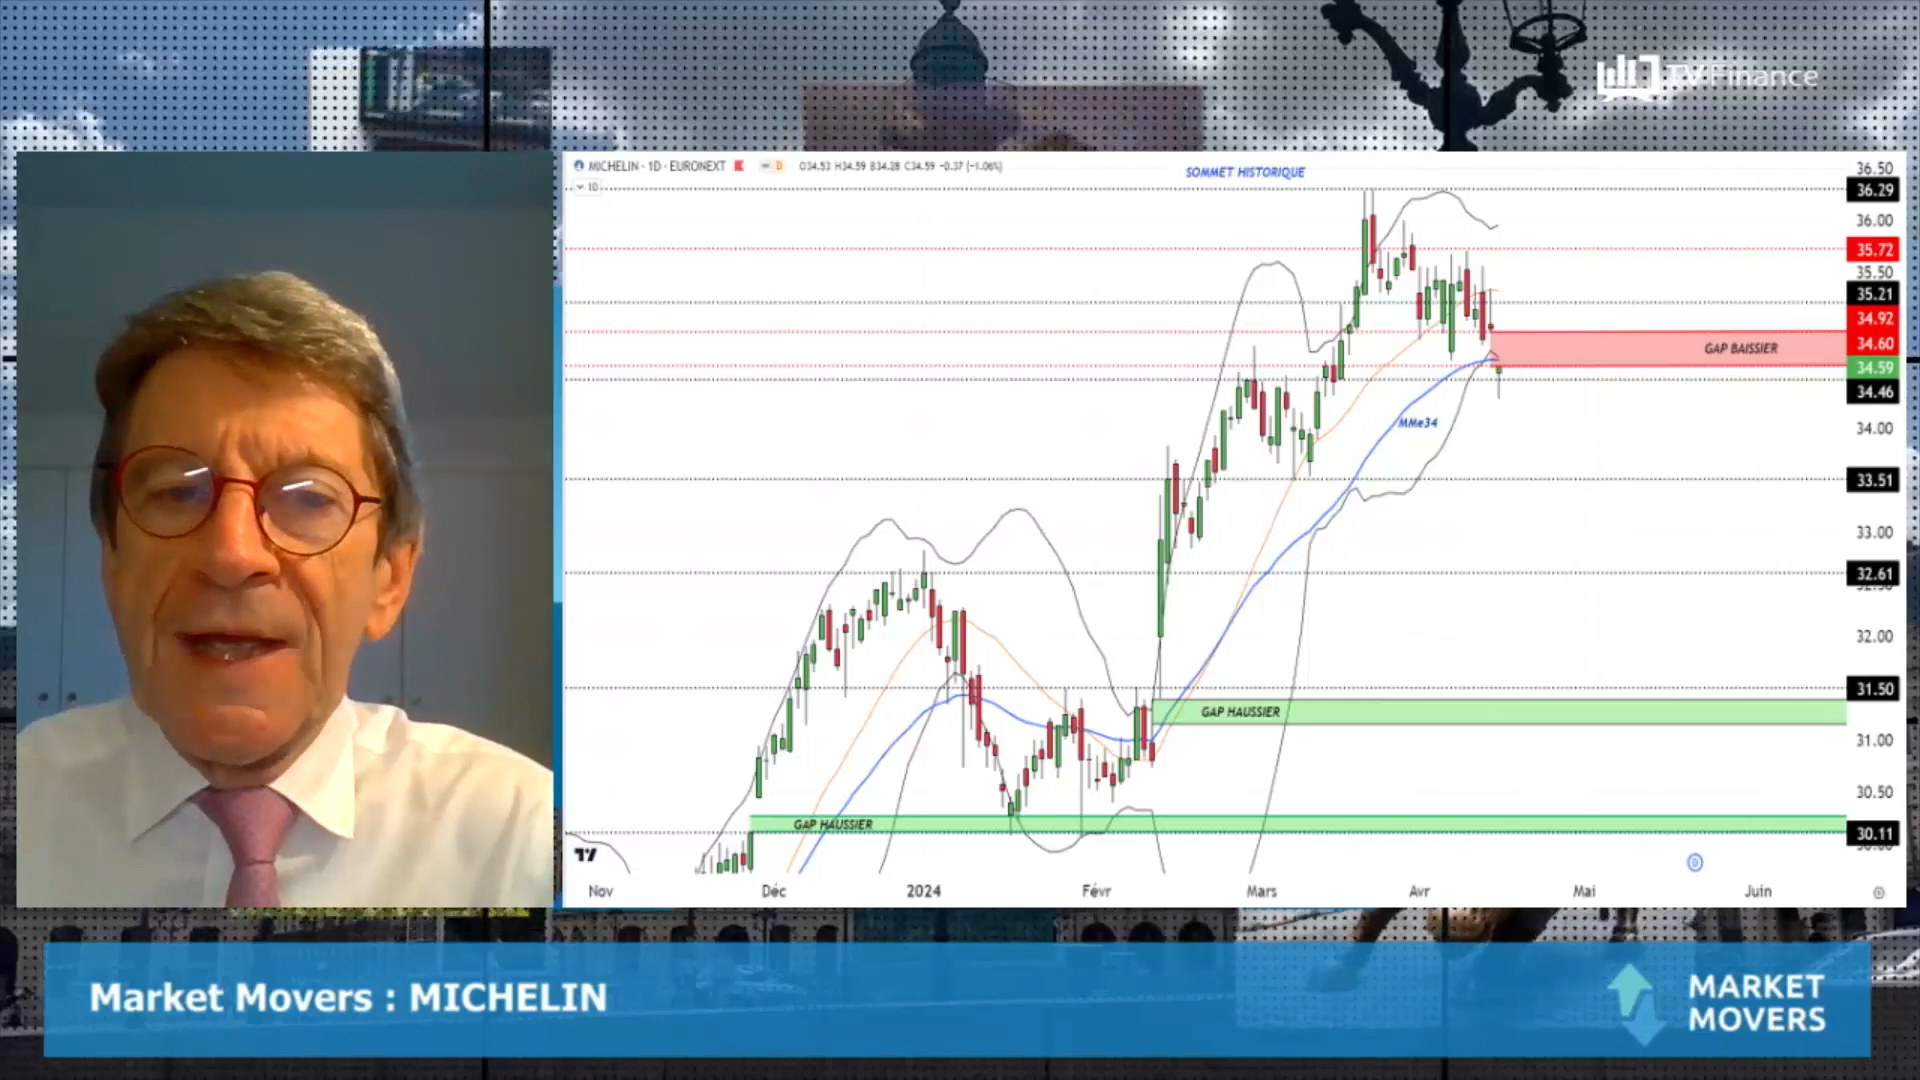 TVFinance
MICHELIN · 1D · EURONEXT
D
O34.53 H34.59 B34.28 C34.59 −0.37 (−1.06%)
1D
SOMMET HISTORIQUE
36.50
36.29
36.00
35.72
35.50
35.21
34.92
34.60
34.59
34.46
34.00
33.51
33.00
32.61
32.00
31.50
31.00
30.50
30.11
GAP BAISSIER
MMe34
GAP HAUSSIER
GAP HAUSSIER
D
Nov
Déc
2024
Févr
Mars
Avr
Mai
Juin
Market Movers : MICHELIN
MARKET
MOVERS